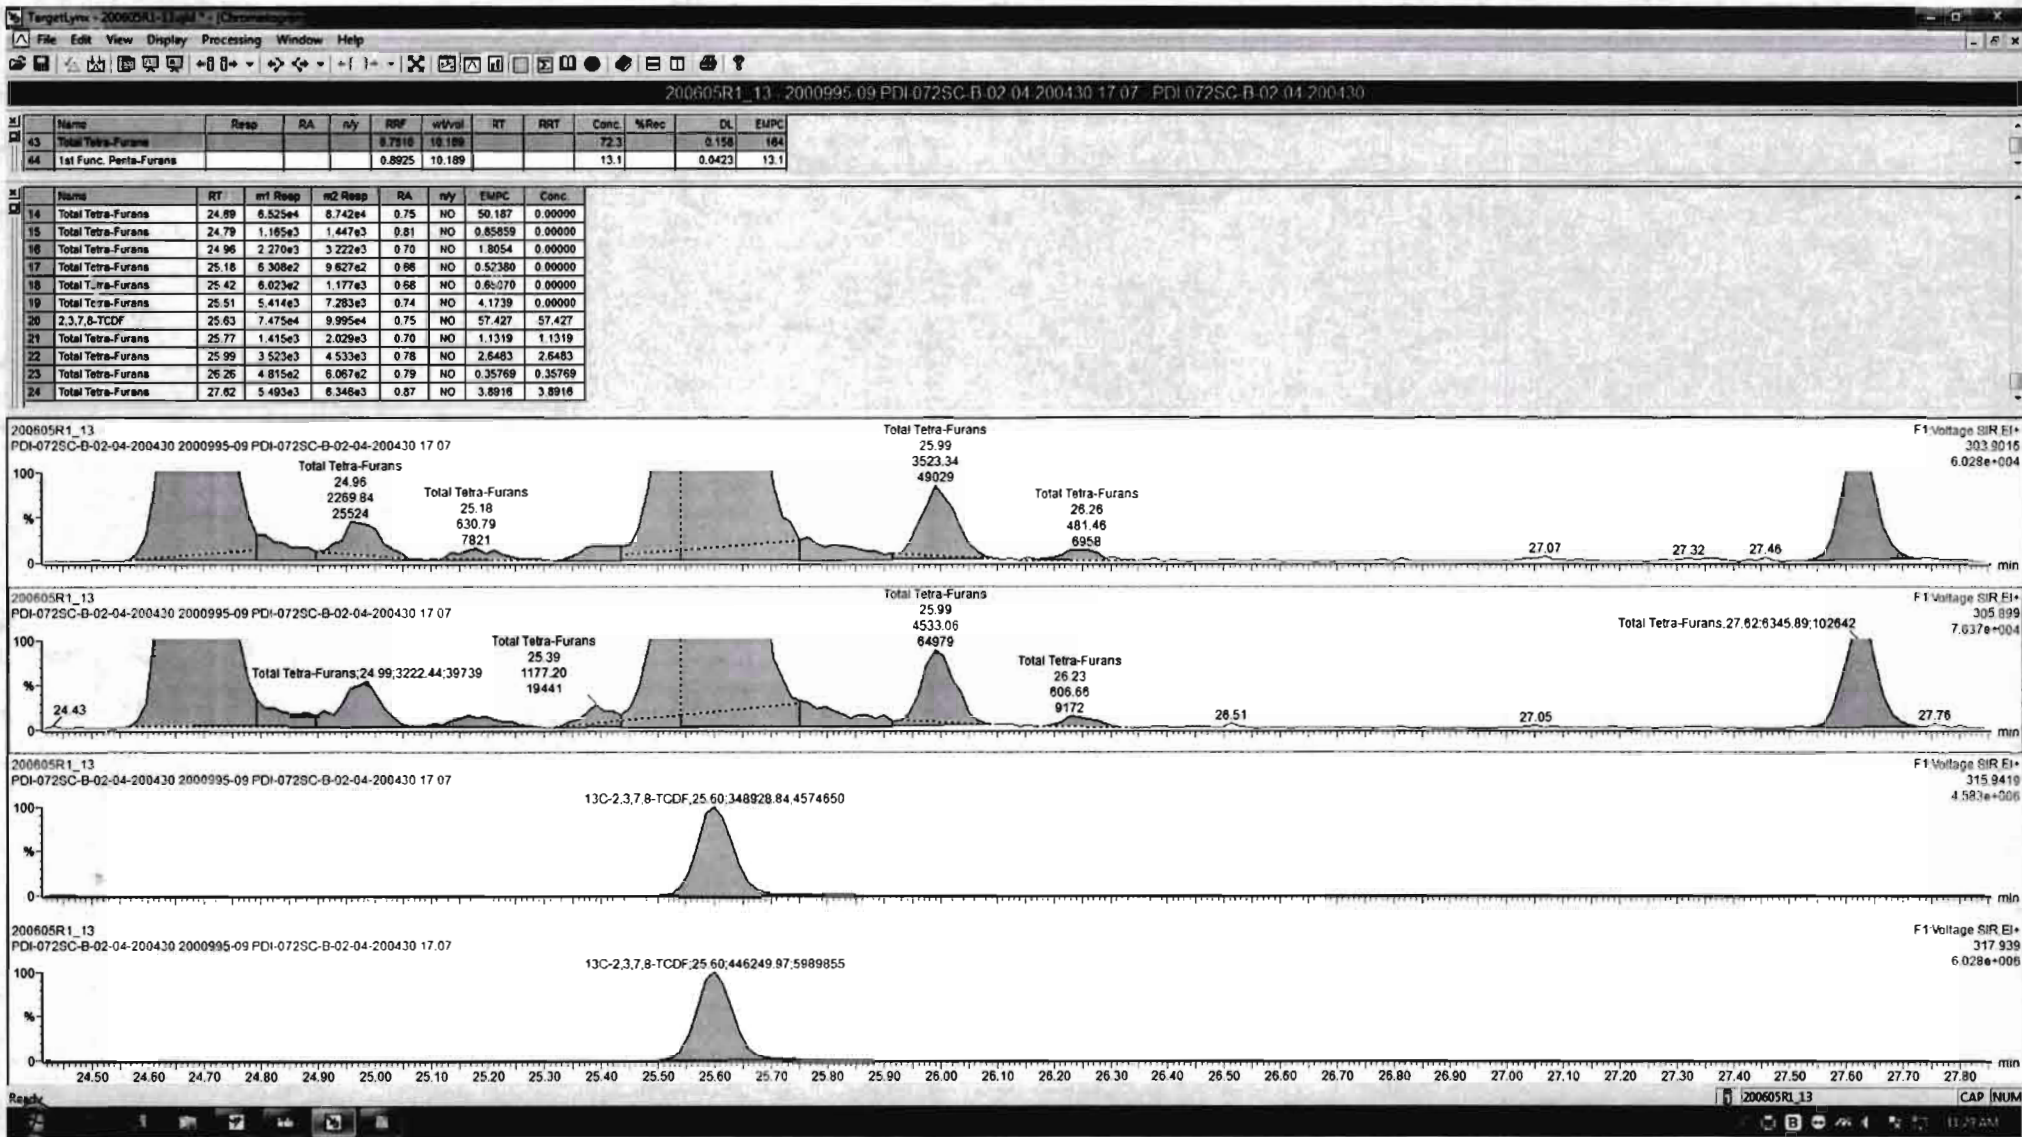 TargetLynx - 200605R1-13.qld * - [Chromatogram]
File Edit View Display Processing Window Help
200605R1_13 - 2000995-09 PDI-072SC-B-02-04-200430 17.07 - PDI-072SC-B-02-04-200430
Name Resp RA n/y RRF wt/vol RT RRT Conc. %Rec DL EMPC
43 Total Tetra-Furans 10.189 72.3 0.156 164
44 1st Func. Penta-Furans 0.8925 10.189 13.1 0.0423 13.1
Name RT m1 Resp m2 Resp RA n/y EMPC Conc.
14 Total Tetra-Furans 24.69 6.525e4 8.742e4 0.75 NO 50.187 0.00000
15 Total Tetra-Furans 24.79 1.165e3 1.447e3 0.81 NO 0.85859 0.00000
16 Total Tetra-Furans 24.96 2.270e3 3.222e3 0.70 NO 1.8054 0.00000
17 Total Tetra-Furans 25.18 6.308e2 9.627e2 0.66 NO 0.52380 0.00000
18 Total Tetra-Furans 25.42 6.023e2 1.177e3 0.68 NO 0.00000
19 Total Tetra-Furans 25.51 5.414e3 7.283e3 0.74 NO 4.1739 0.00000
20 2,3,7,8-TCDF 25.63 7.475e4 9.995e4 0.75 NO 57.427 57.427
21 Total Tetra-Furans 25.77 1.415e3 2.029e3 0.70 NO 1.1319 1.1319
22 Total Tetra-Furans 25.99 3.523e3 4.533e3 0.78 NO 2.6483 2.6483
23 Total Tetra-Furans 26.26 4.815e2 6.067e2 0.79 NO 0.35769 0.35769
24 Total Tetra-Furans 27.62 5.493e3 6.346e3 0.87 NO 3.8916 3.8916
200605R1_13
PDI-072SC-B-02-04-200430 2000995-09 PDI-072SC-B-02-04-200430 17.07
F1:Voltage SIR,EI+
303.9016
6.028e+004
Total Tetra-Furans
24.96
2269.84
25524
Total Tetra-Furans
25.18
630.79
7821
Total Tetra-Furans
25.99
3523.34
49029
Total Tetra-Furans
26.26
481.46
6958
27.07
27.32
27.46
100
%
0
min
200605R1_13
PDI-072SC-B-02-04-200430 2000995-09 PDI-072SC-B-02-04-200430 17.07
F1:Voltage SIR,EI+
305.899
7.637e+004
24.43
Total Tetra-Furans;24.99;3222.44;39739
Total Tetra-Furans
25.39
1177.20
19441
Total Tetra-Furans
25.99
4533.06
64979
Total Tetra-Furans
26.23
606.66
9172
26.51
27.05
Total Tetra-Furans;27.62;6345.89;102642
27.76
100
%
0
min
200605R1_13
PDI-072SC-B-02-04-200430 2000995-09 PDI-072SC-B-02-04-200430 17.07
F1:Voltage SIR,EI+
315.9419
4.583e+006
13C-2,3,7,8-TCDF;25.60;348928.84;4574650
100
%
0
min
200605R1_13
PDI-072SC-B-02-04-200430 2000995-09 PDI-072SC-B-02-04-200430 17.07
F1:Voltage SIR,EI+
317.939
6.028e+006
13C-2,3,7,8-TCDF;25.60;446249.97;5989855
100
%
0
min
24.50 24.60 24.70 24.80 24.90 25.00 25.10 25.20 25.30 25.40 25.50 25.60 25.70 25.80 25.90 26.00 26.10 26.20 26.30 26.40 26.50 26.60 26.70 26.80 26.90 27.00 27.10 27.20 27.30 27.40 27.50 27.60 27.70 27.80
Ready
200605R1_13 CAP NUM